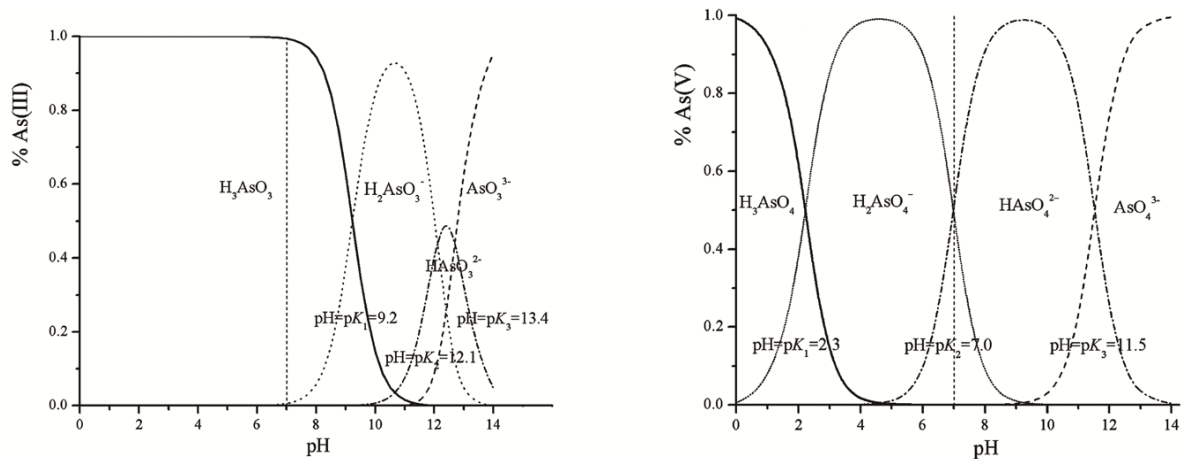 1.0
0.8
0.6
0.4
0.2
0.0
% As(III)
H₃AsO₃
H₂AsO₃⁻
AsO₃³⁻
HAsO₃²⁻
pH=pK₁=9.2
pH=pK₃=13.4
12.1
0 2 4 6 8 10 12 14
pH
1.0
0.8
0.6
0.4
0.2
0.0
% As(V)
H₃AsO₄
H₂AsO₄⁻
HAsO₄²⁻
AsO₄³⁻
pH=pK₁=2.3
pH=pK₂=7.0
pH=pK₃=11.5
0 2 4 6 8 10 12 14
pH